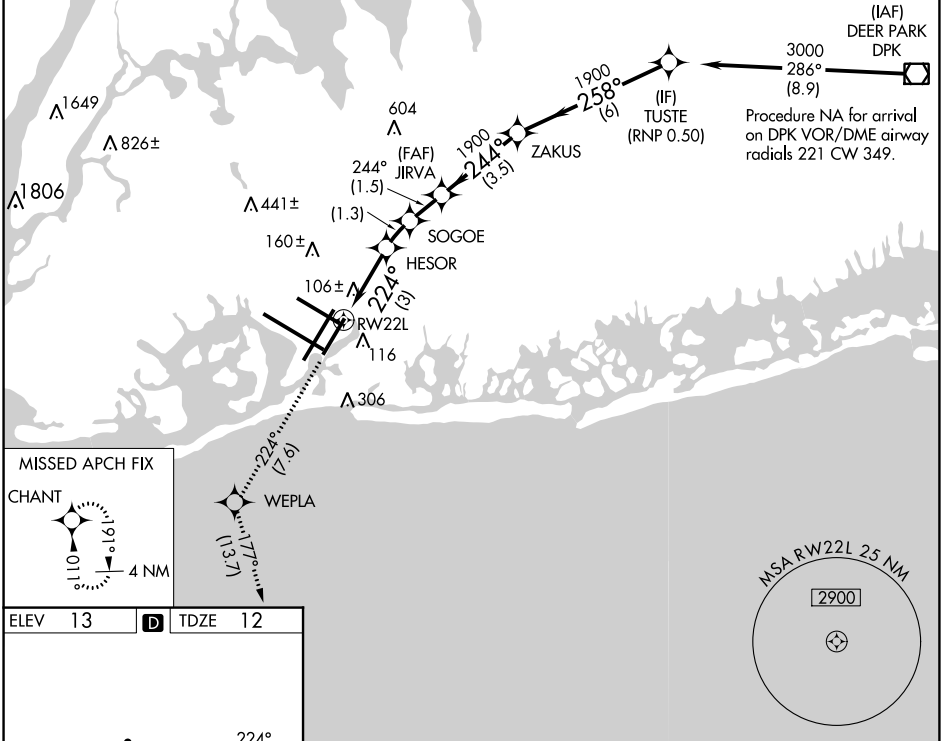 (IAF)
DEER PARK
DPK
3000
286°
(8.9)
1900
258°
(6)
(IF)
TUSTE
(RNP 0.50)
Procedure NA for arrival
on DPK VOR/DME airway
radials 221 CW 349.
1649
826±
1806
604
441±
160±
106±
1900
244°
(3.5)
ZAKUS
(FAF)
JIRVA
244°
(1.5)
(1.3)
SOGOE
HESOR
224°
(3)
RW22L
116
306
224°
(7.6)
WEPLA
177°
(13.7)
MISSED APCH FIX
CHANT
191°
011°
4 NM
MSA RW22L 25 NM
2900
ELEV 13 D TDZE 12
224°